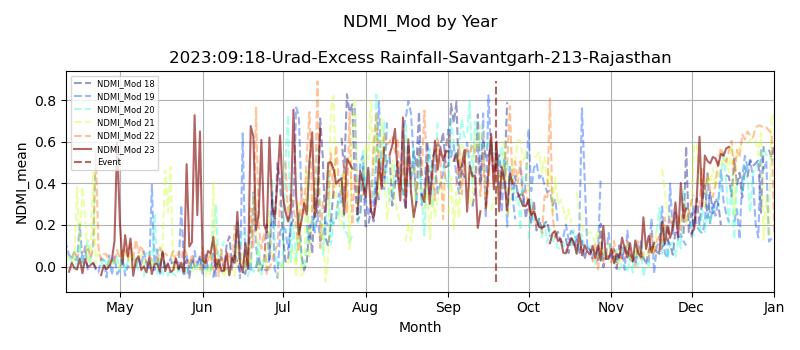 NDMI_Mod by Year
2023:09:18-Urad-Excess Rainfall-Savantgarh-213-Rajasthan
NDMI_Mod 18
NDMI_Mod 19
NDMI_Mod 20
NDMI_Mod 21
NDMI_Mod 22
NDMI_Mod 23
Event
0.8
0.6
0.4
0.2
0.0
NDMI_mean
May
Jun
Jul
Aug
Sep
Oct
Nov
Dec
Jan
Month